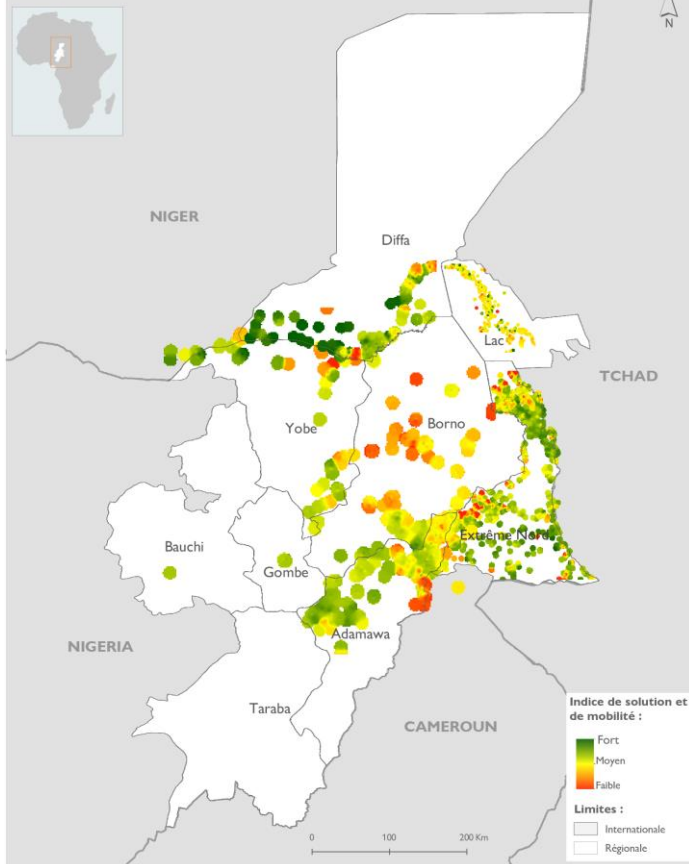 N
NIGER
Diffa
Lac
TCHAD
Yobe
Borno
Extrême Nord
Bauchi
Gombe
NIGERIA
Adamawa
Taraba
CAMEROUN
Indice de solution et
de mobilité :
Fort
Moyen
Faible
Limites :
Internationale
Régionale
0 100 200 Km